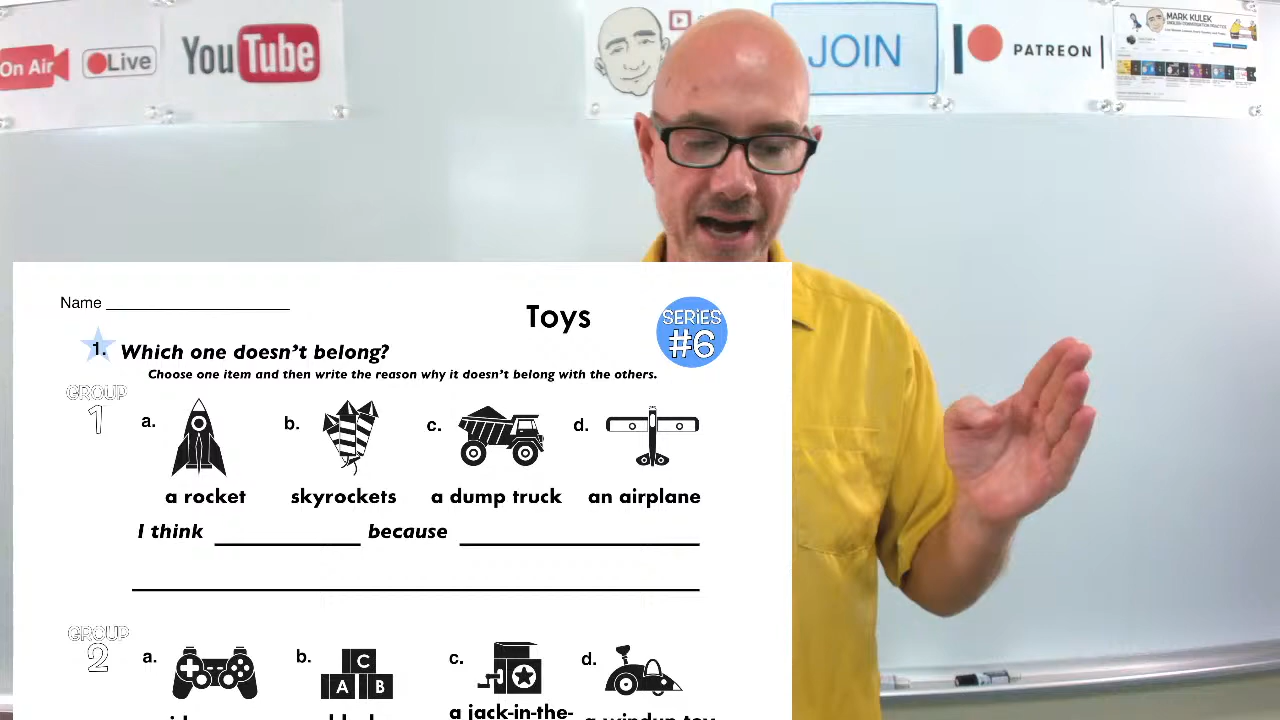 On Air
Live
YouTube
JOIN
PATREON
MARK KULEK
Name
Toys
SERIES
#6
1. Which one doesn't belong?
Choose one item and then write the reason why it doesn't belong with the others.
GROUP
1
a.
b.
c.
d.
a rocket
skyrockets
a dump truck
an airplane
I think
because
GROUP
2
a.
b.
c.
d.
C
A B
a jack-in-the-
a windup toy